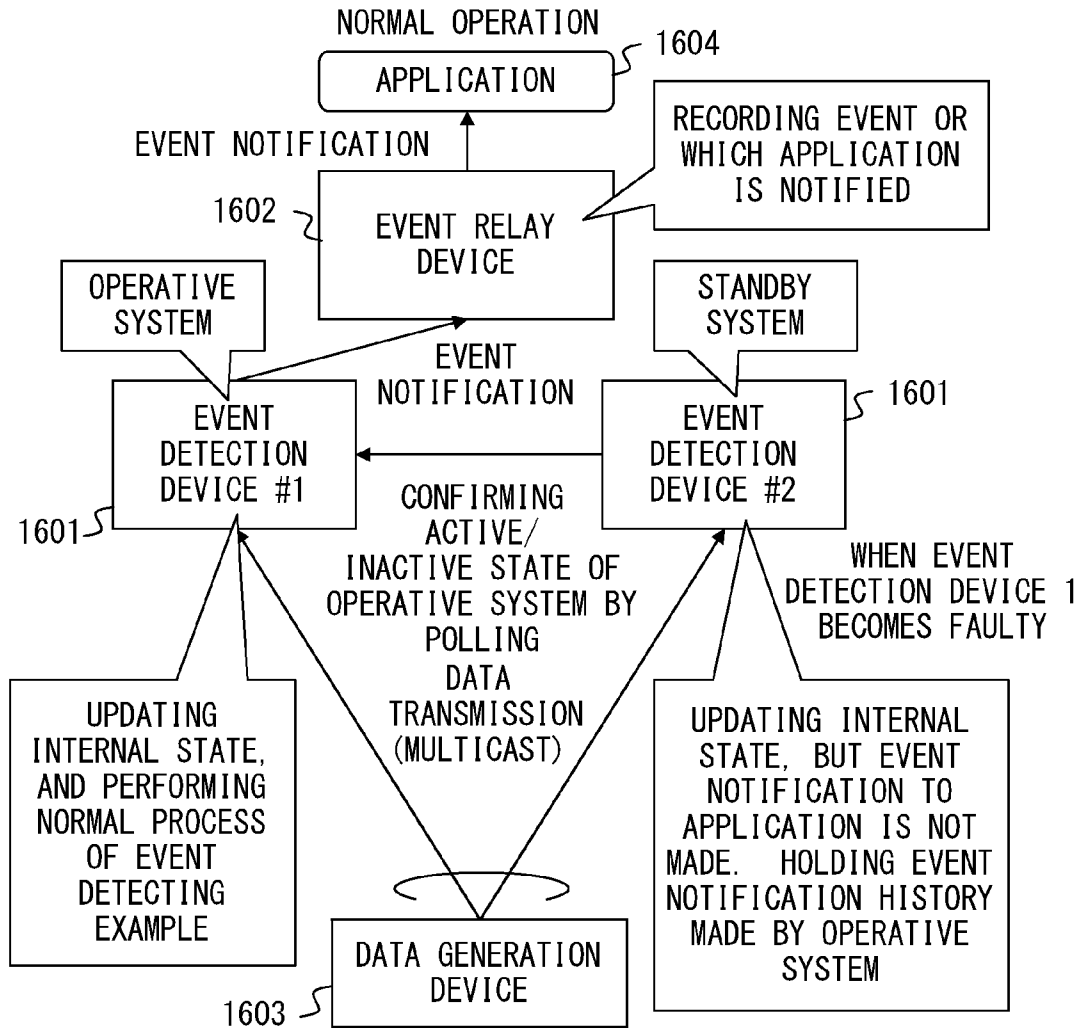 NORMAL OPERATION
1604
APPLICATION
EVENT NOTIFICATION
RECORDING EVENT OR
WHICH APPLICATION
IS NOTIFIED
1602
EVENT RELAY
DEVICE
OPERATIVE
SYSTEM
STANDBY
SYSTEM
EVENT
NOTIFICATION
EVENT
DETECTION
DEVICE #1
1601
EVENT
DETECTION
DEVICE #2
1601
CONFIRMING
ACTIVE/
INACTIVE STATE OF
OPERATIVE SYSTEM BY
POLLING
WHEN EVENT
DETECTION DEVICE 1
BECOMES FAULTY
DATA
TRANSMISSION
(MULTICAST)
UPDATING
INTERNAL STATE,
AND PERFORMING
NORMAL PROCESS
OF EVENT
DETECTING
EXAMPLE
UPDATING INTERNAL
STATE, BUT EVENT
NOTIFICATION TO
APPLICATION IS NOT
MADE. HOLDING EVENT
NOTIFICATION HISTORY
MADE BY OPERATIVE
SYSTEM
DATA GENERATION
DEVICE
1603